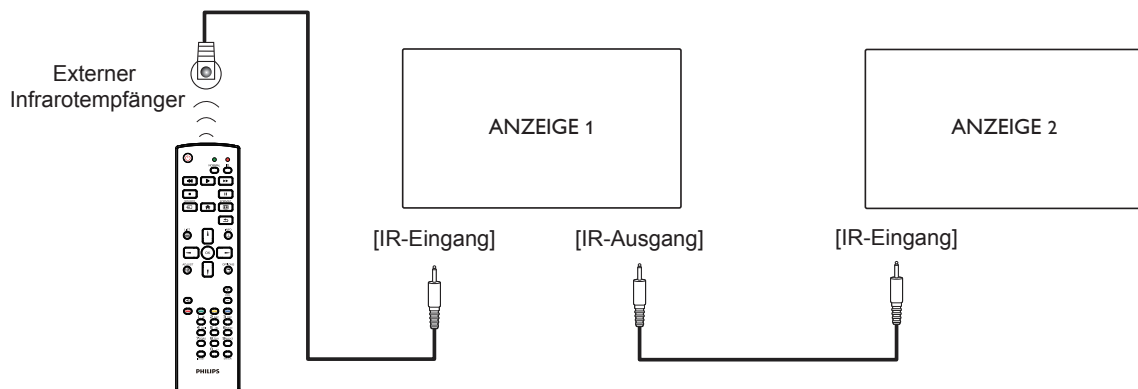 Externer
Infrarotempfänger
ANZEIGE 1
ANZEIGE 2
[IR-Eingang]
[IR-Ausgang]
[IR-Eingang]
PHILIPS